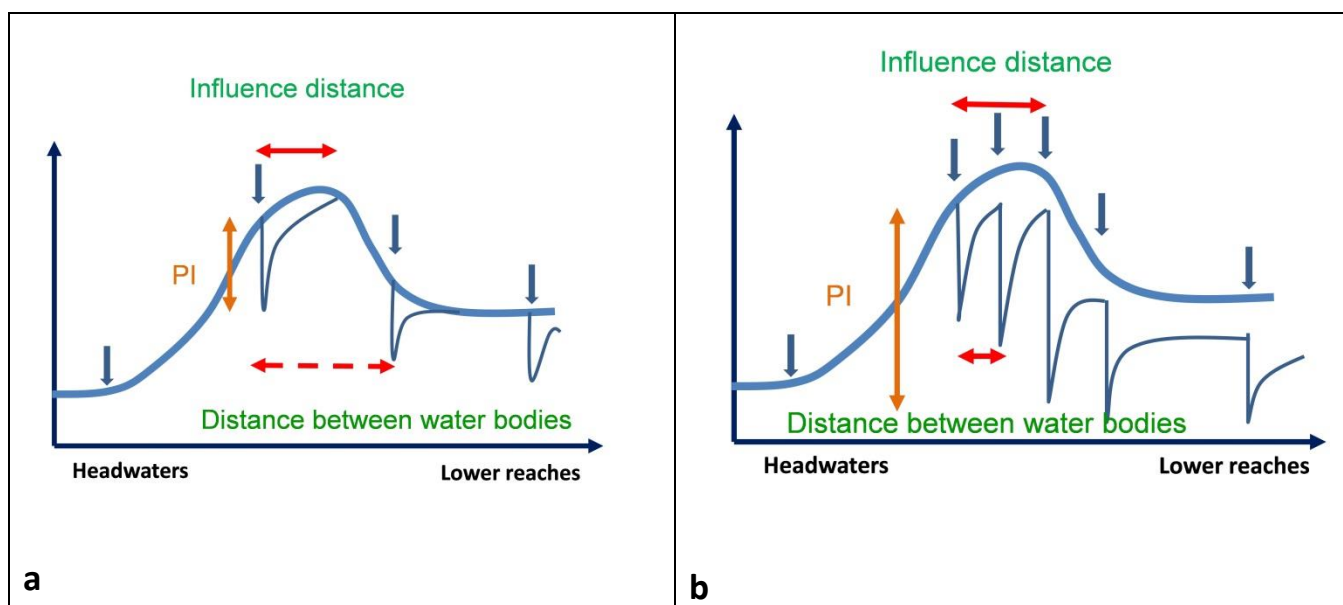 Influence distance
PI
Distance between water bodies
Headwaters
Lower reaches
a
Influence distance
PI
Distance between water bodies
Headwaters
Lower reaches
b